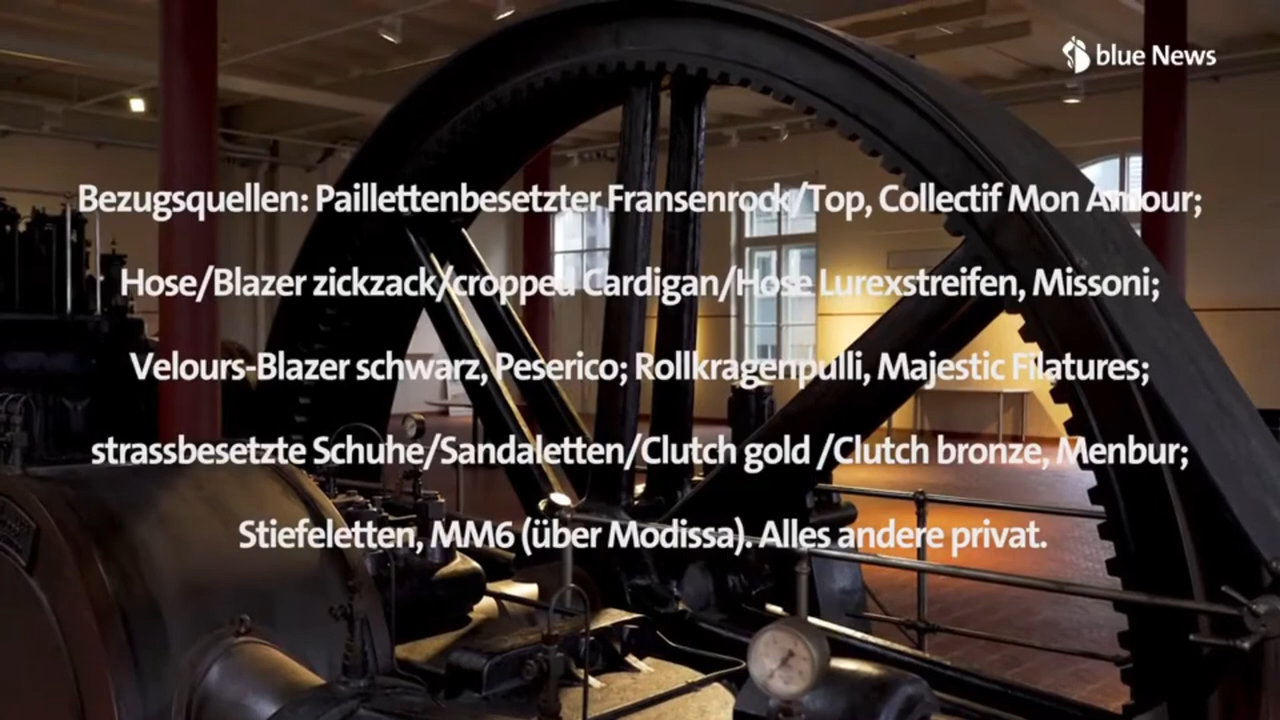 blue News
Bezugsquellen: Paillettenbesetzter Fransenrock/Top, Collectif Mon Amour;
Hose/Blazer zickzack/cropped Cardigan/Hose Lurexstreifen, Missoni;
Velours-Blazer schwarz, Peserico; Rollkragenpulli, Majestic Filatures;
strassbesetzte Schuhe/Sandaletten/Clutch gold /Clutch bronze, Menbur;
Stiefeletten, MM6 (über Modissa). Alles andere privat.